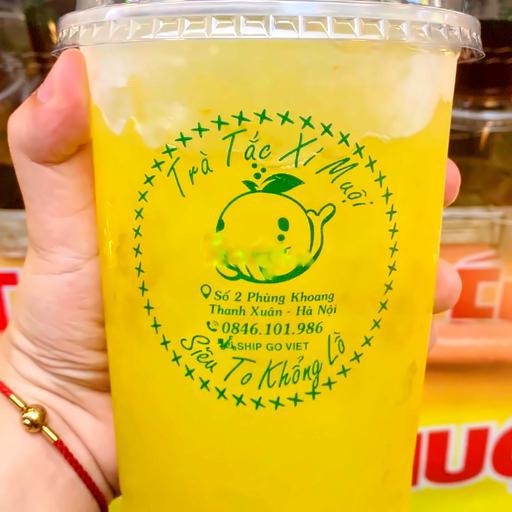 Trà Tắc Xí Muội
Số 2 Phùng Khoang
Thanh Xuân - Hà Nội
0846.101.986
SHIP GO VIET
Siêu To Khổng Lồ